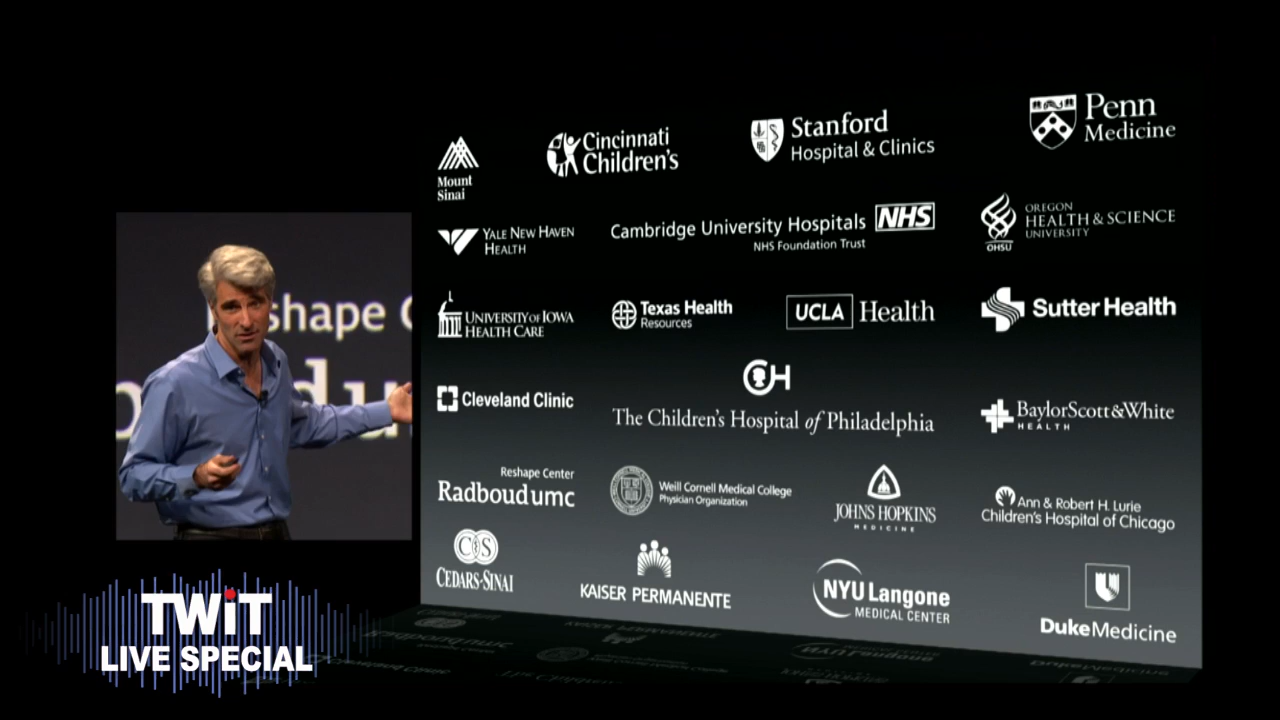 Mount
Sinai
Cincinnati
Children's
Stanford
Hospital & Clinics
Penn
Medicine
YALE NEW HAVEN
HEALTH
Cambridge University Hospitals NHS
NHS Foundation Trust
OREGON
HEALTH & SCIENCE
UNIVERSITY
OHSU
UNIVERSITY OF IOWA
HEALTH CARE
Texas Health
Resources
UCLA Health
Sutter Health
Cleveland Clinic
CH
The Children's Hospital of Philadelphia
BaylorScott&White
HEALTH
Reshape Center
Radboudumc
Weill Cornell Medical College
Physician Organization
JOHNS HOPKINS
MEDICINE
Ann & Robert H. Lurie
Children's Hospital of Chicago
CS
CEDARS-SINAI
KAISER PERMANENTE
NYU Langone
MEDICAL CENTER
DukeMedicine
shape C
TWiT
LIVE SPECIAL